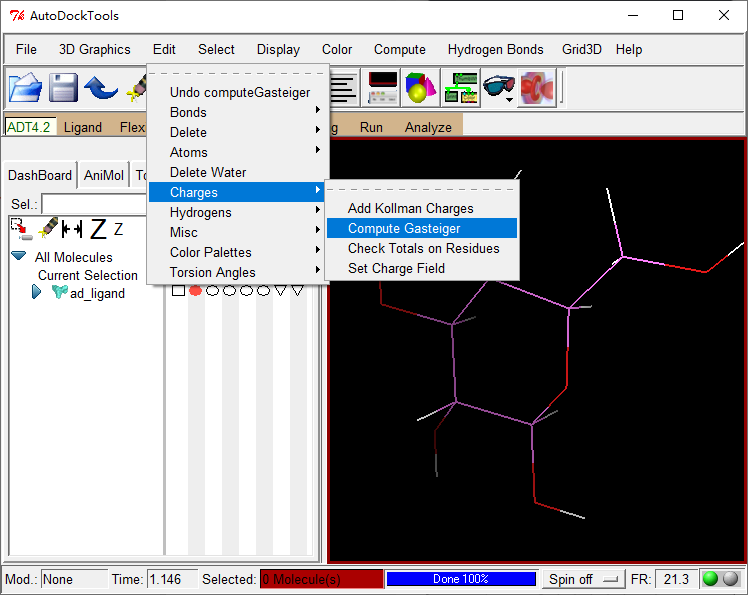 AutoDockTools
File 3D Graphics Edit Select Display Color Compute Hydrogen Bonds Grid3D Help
ADT4.2 Ligand Flex Run Analyze
Undo computeGasteiger
Bonds
Delete
Atoms
Delete Water
Charges
Hydrogens
Misc
Color Palettes
Torsion Angles
Add Kollman Charges
Compute Gasteiger
Check Totals on Residues
Set Charge Field
DashBoard AniMol
Sel.:
Z Z
All Molecules
Current Selection
ad_ligand
Mod.: None Time: 1.146 Selected: 0 Molecule(s) Done 100% Spin off FR: 21.3